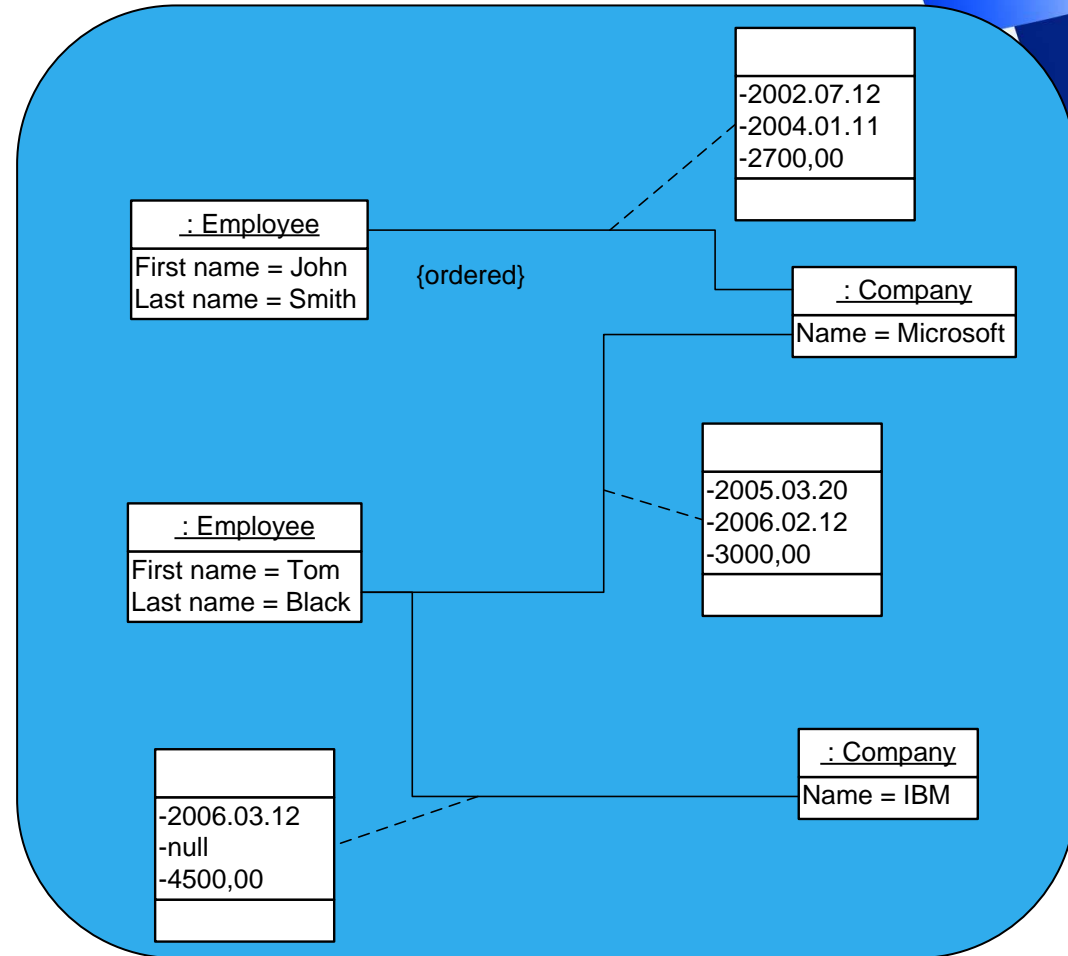 -2002.07.12
-2004.01.11
-2700,00
: Employee
First name = John
Last name = Smith
{ordered}
: Company
Name = Microsoft
-2005.03.20
-2006.02.12
-3000,00
: Employee
First name = Tom
Last name = Black
: Company
Name = IBM
-2006.03.12
-null
-4500,00